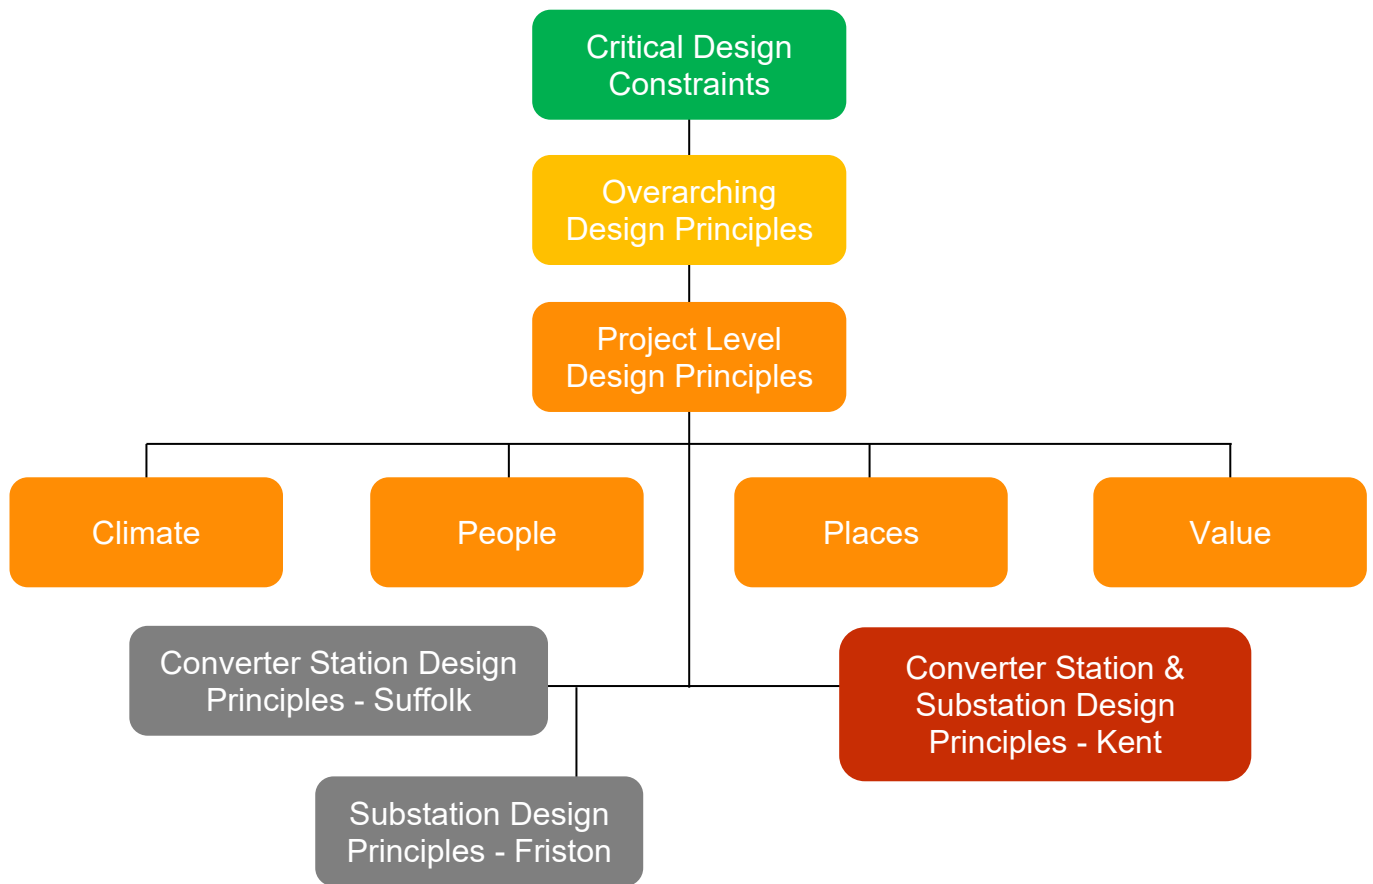 Critical Design
Constraints
Overarching
Design Principles
Project Level
Design Principles
Climate
People
Places
Value
Converter Station Design
Principles - Suffolk
Converter Station &
Substation Design
Principles - Kent
Substation Design
Principles - Friston